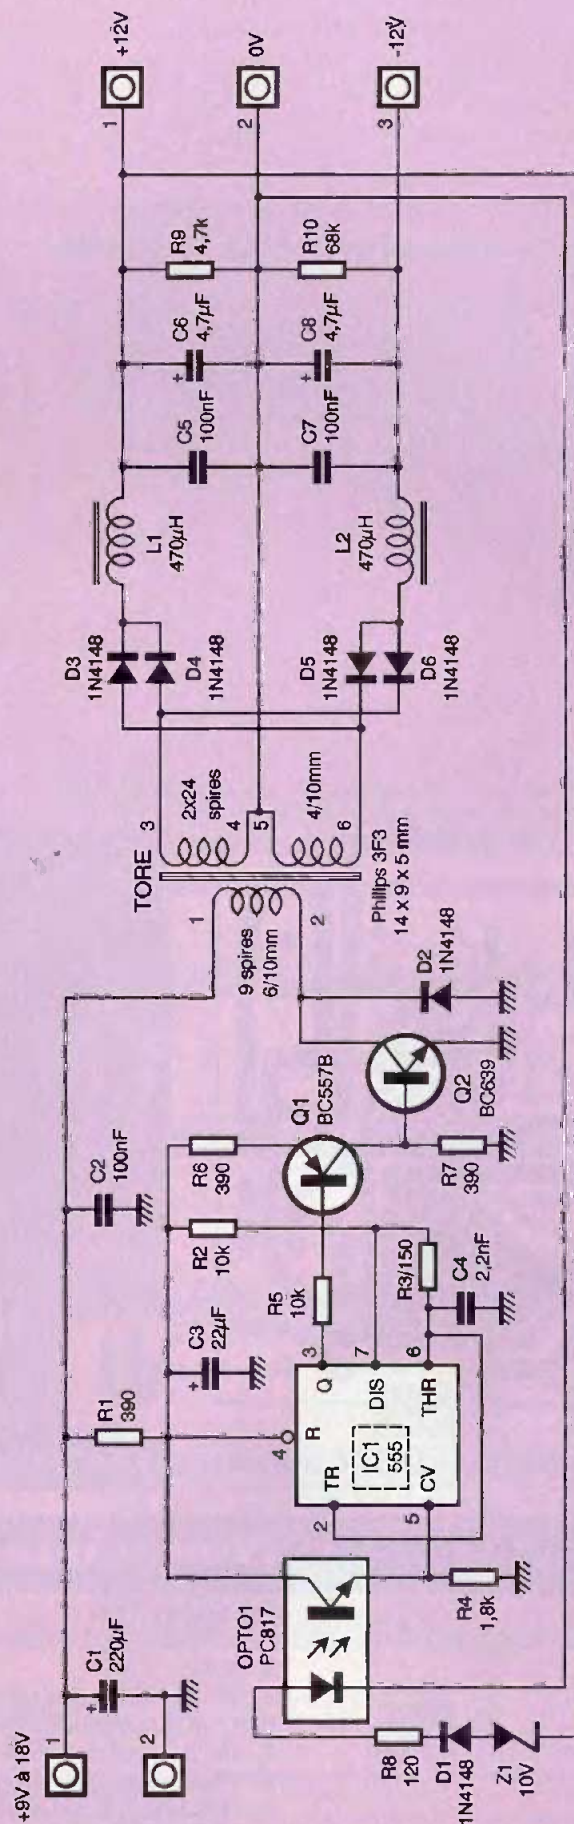 +9V à 18V
1
2
C1
220µF
R1
390
C2
100nF
C3
22µF
R2
10k
R6
390
Q1
BC557B
R5
10k
R7
390
Q2
BC639
D2
1N4148
R3/150
C4
2,2nF
4
R
3
Q
7
DIS
6
THR
TR
2
CV
5
IC1
555
OPTO1
PC817
R4
1,8k
R8
120
D1
1N4148
Z1
10V
TORE
1
2
9 spires
6/10mm
3
4
5
6
2x24
spires
4/10mm
Phillips 3F3
14 x 9 x 5 mm
D3
1N4148
D4
1N4148
D5
1N4148
D6
1N4148
L1
470µH
L2
470µH
C5
100nF
C6
+
4,7µF
R9
4,7k
C7
100nF
C8
+
4,7µF
R10
68k
1
+12V
2
0V
3
-12V